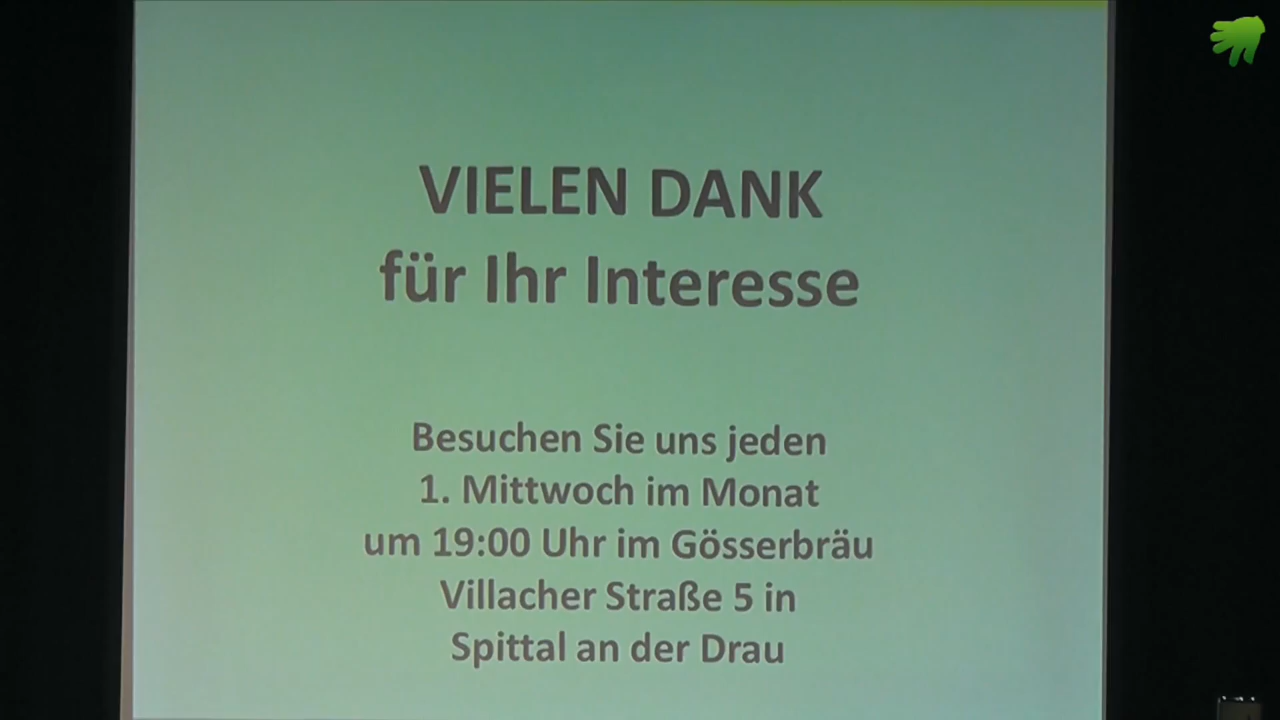 VIELEN DANK
für Ihr Interesse
Besuchen Sie uns jeden
1. Mittwoch im Monat
um 19:00 Uhr im Gösserbräu
Villacher Straße 5 in
Spittal an der Drau